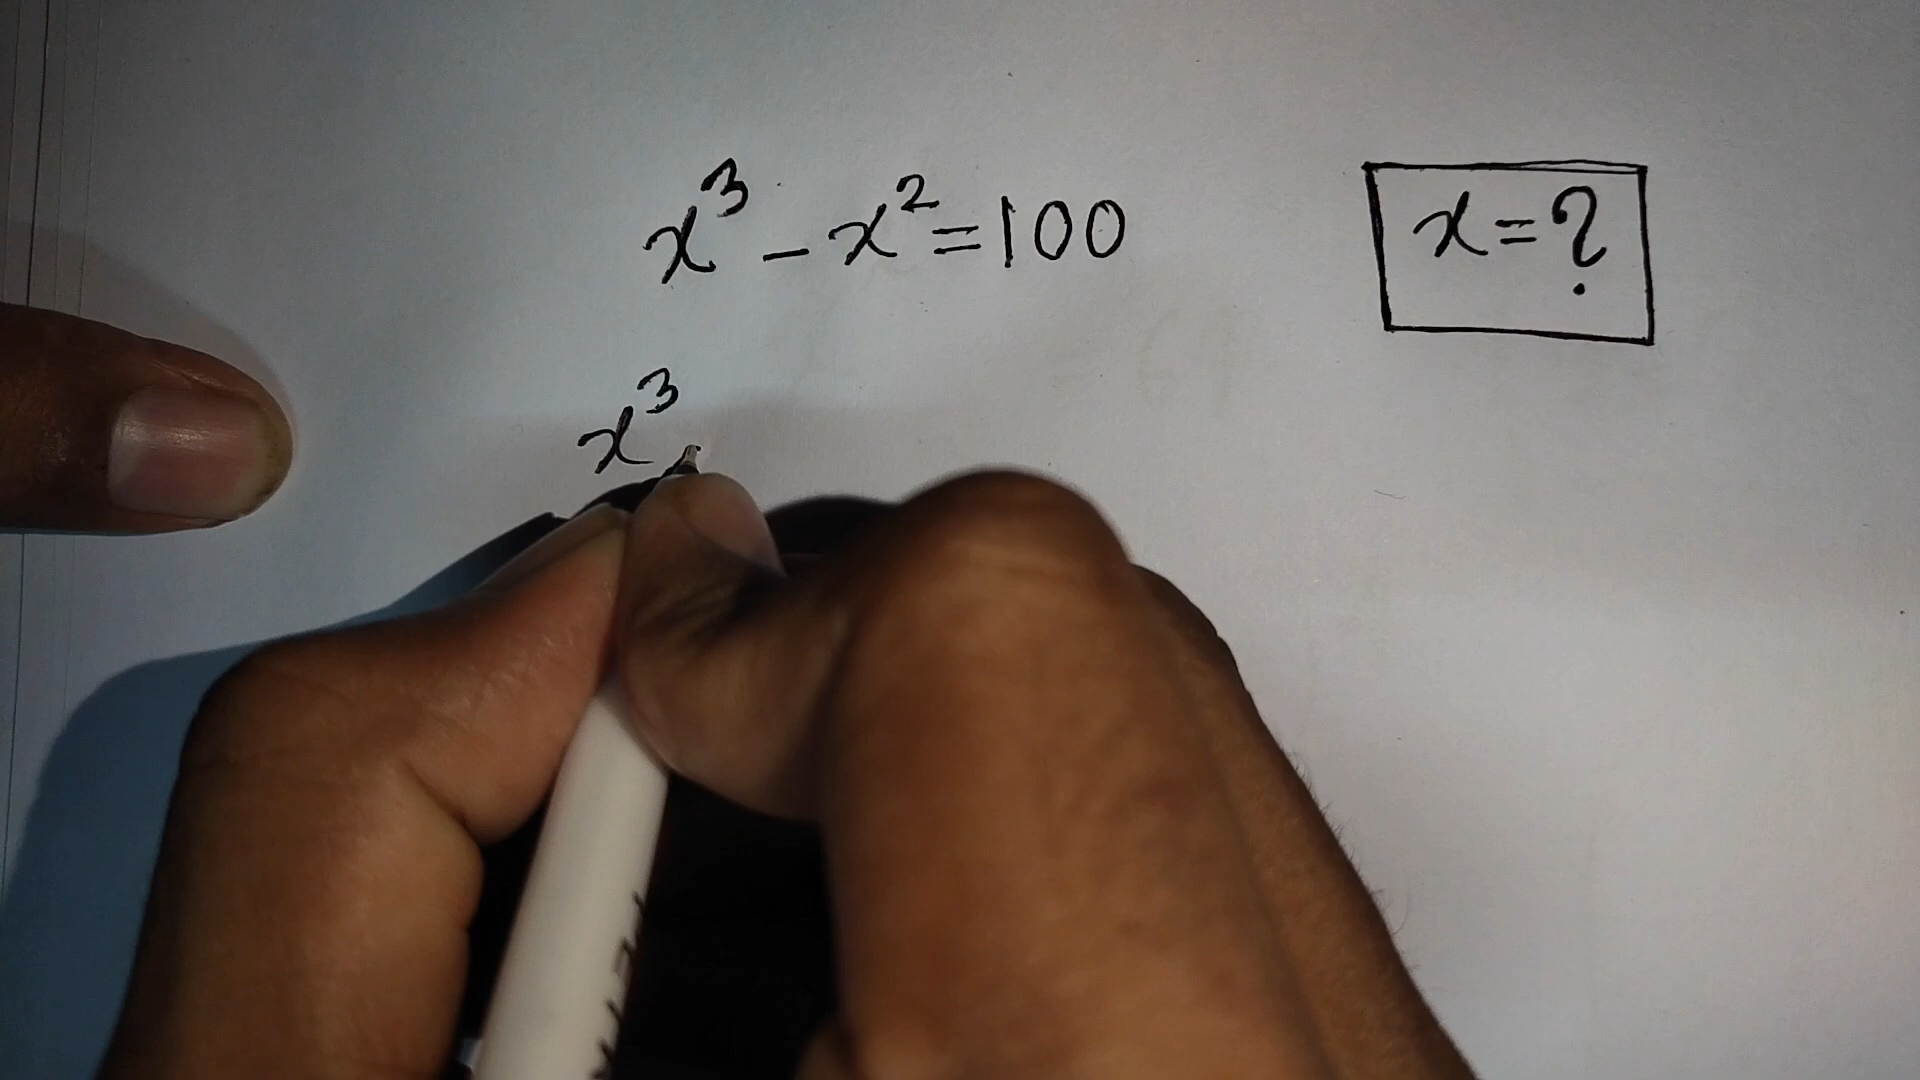 x³ - x² = 100
x = ?
x³